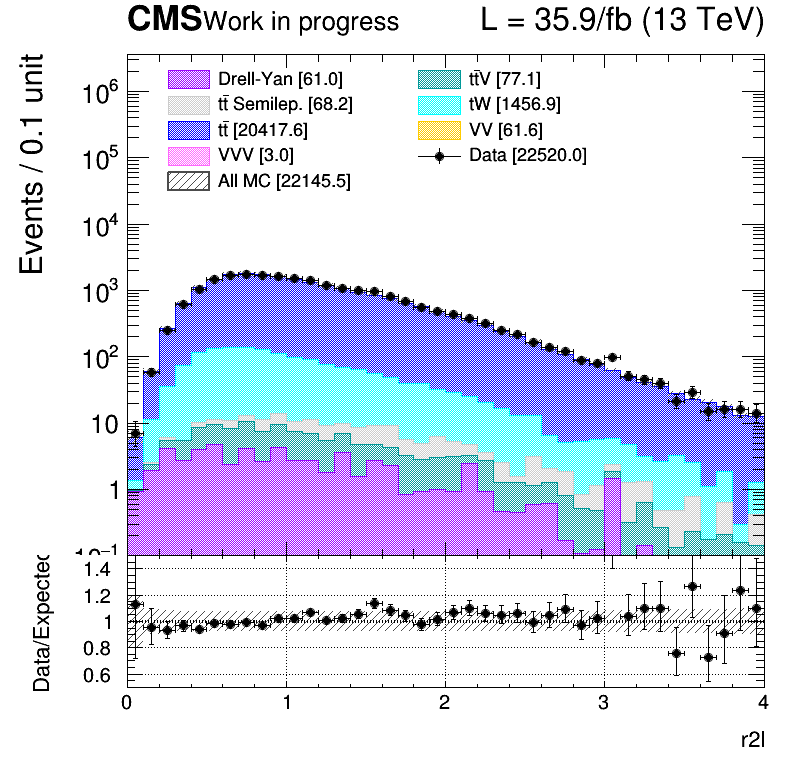 CMS Work in progress L = 35.9/fb (13 TeV)
Events / 0.1 unit
Drell-Yan [61.0]
tt̄ Semilep. [68.2]
tt̄ [20417.6]
VVV [3.0]
All MC [22145.5]
tt̄V [77.1]
tW [1456.9]
VV [61.6]
Data [22520.0]
10⁶
10⁵
10⁴
10³
10²
10
1
10⁻¹
Data/Expected
1.4
1.2
1
0.8
0.6
0 1 2 3 4
r2l